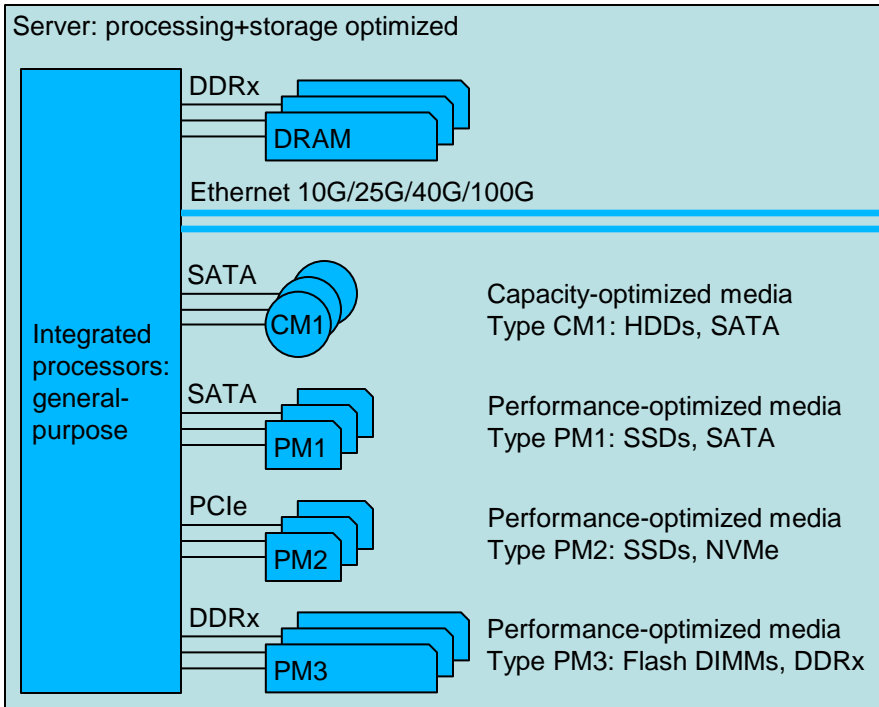 Server: processing+storage optimized
DDRx
DRAM
Ethernet 10G/25G/40G/100G
SATA
CM1
Capacity-optimized media
Type CM1: HDDs, SATA
Integrated
processors:
general-
purpose
SATA
PM1
Performance-optimized media
Type PM1: SSDs, SATA
PCIe
PM2
Performance-optimized media
Type PM2: SSDs, NVMe
DDRx
PM3
Performance-optimized media
Type PM3: Flash DIMMs, DDRx